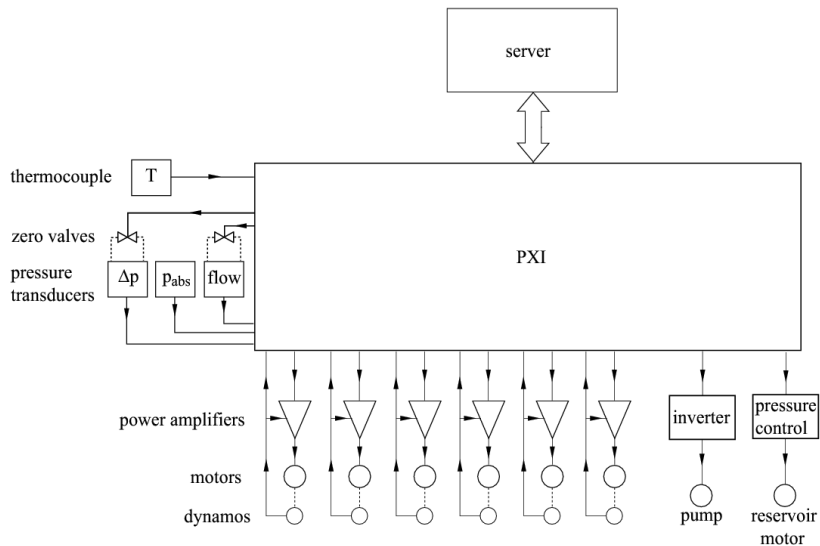 server
thermocouple
T
zero valves
PXI
pressure
transducers
Δp
pabs
flow
power amplifiers
inverter
pressure
control
motors
dynamos
pump
reservoir
motor